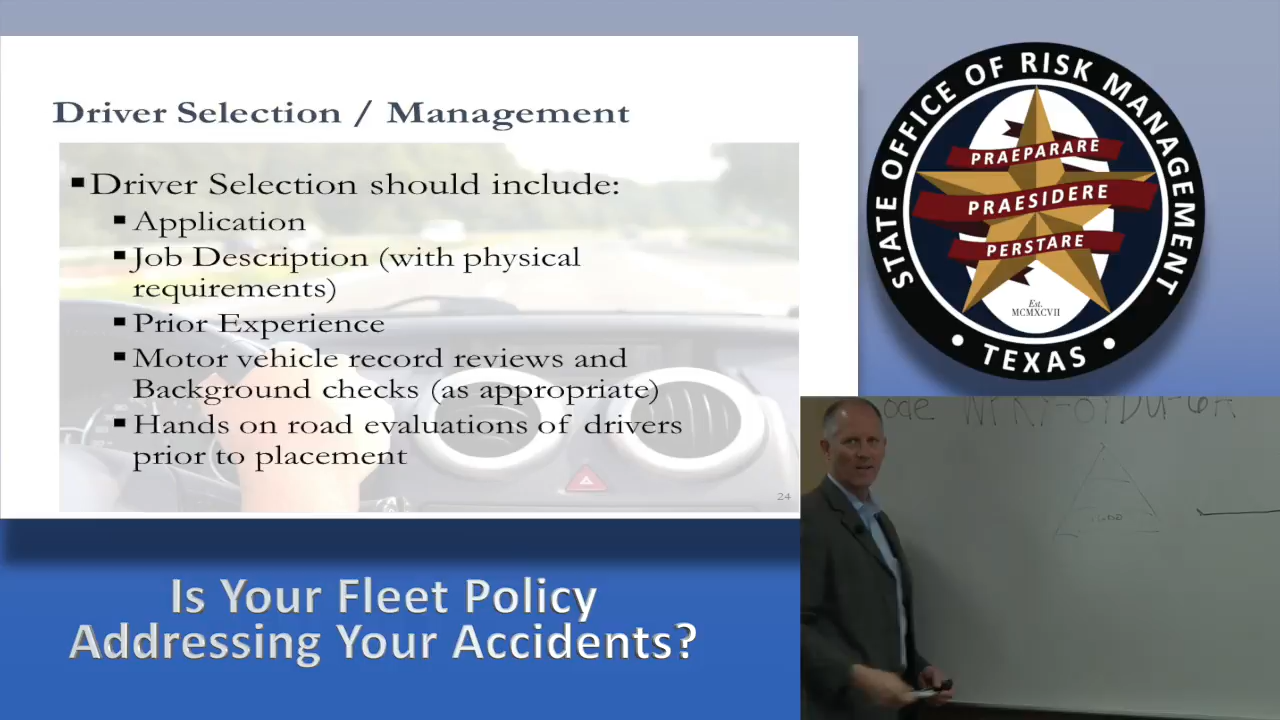 Driver Selection / Management
▪Driver Selection should include:
▪Application
▪Job Description (with physical
requirements)
▪Prior Experience
▪Motor vehicle record reviews and
Background checks (as appropriate)
▪Hands on road evaluations of drivers
prior to placement
24
STATE OFFICE OF RISK MANAGEMENT
PRAEPARARE
PRAESIDERE
PERSTARE
Est.
MCMXCVII
• TEXAS •
Is Your Fleet Policy
Addressing Your Accidents?